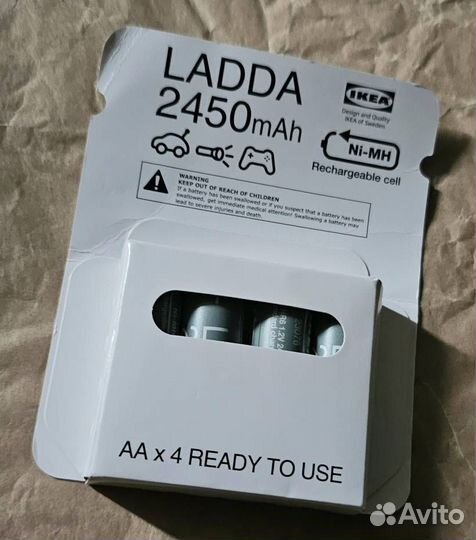 LADDA
2450mAh
IKEA
Design and Quality
IKEA of Sweden
Ni-MH
Rechargeable cell
WARNING
KEEP OUT OF REACH OF CHILDREN
If a battery has been swallowed or if you suspect that a battery has been
swallowed, get immediate medical attention! Swallowing a battery may
lead to severe injuries and death.
AA x 4 READY TO USE
Avito